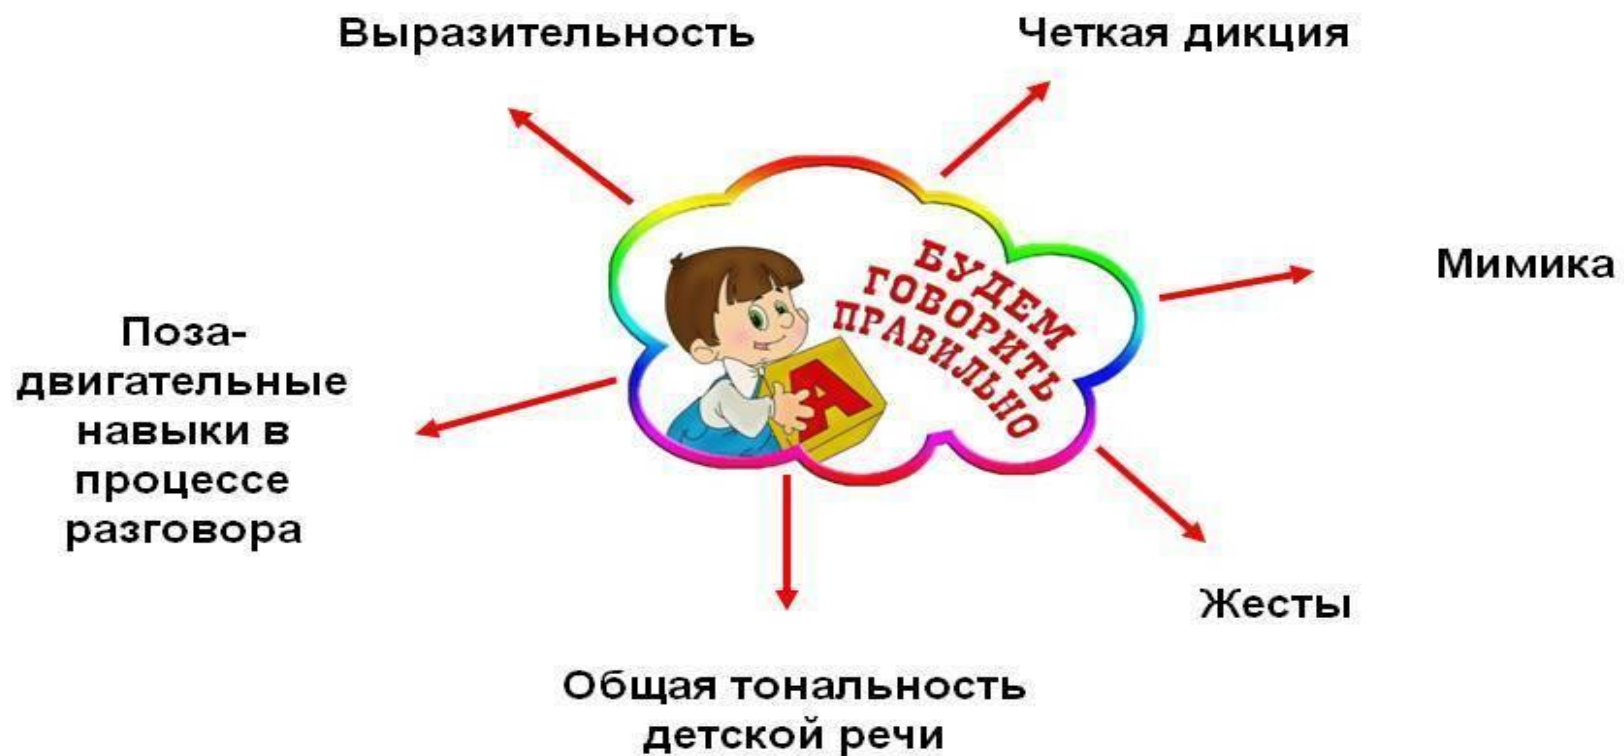 Выразительность
Четкая дикция
БУДЕМ
ГОВОРИТЬ
ПРАВИЛЬНО
А
Мимика
Поза-
двигательные
навыки в
процессе
разговора
Жесты
Общая тональность
детской речи